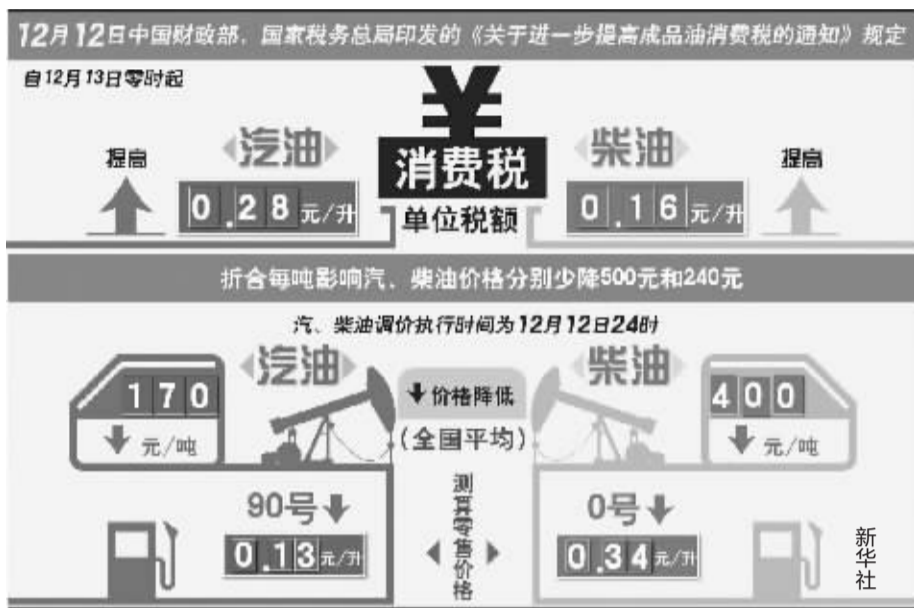 12月12日中国财政部、国家税务总局印发的《关于进一步提高成品油消费税的通知》规定
自12月13日零时起
¥
汽油
柴油
提高
消费税
提高
0.28元/升
单位税额
0.16元/升
折合每吨影响汽、柴油价格分别少降500元和240元
汽、柴油调价执行时间为12月12日24时
汽油
柴油
170
价格降低
400
元/吨
(全国平均)
元/吨
90号
测算零售价格
0号
0.13元/升
0.34元/升
新华社